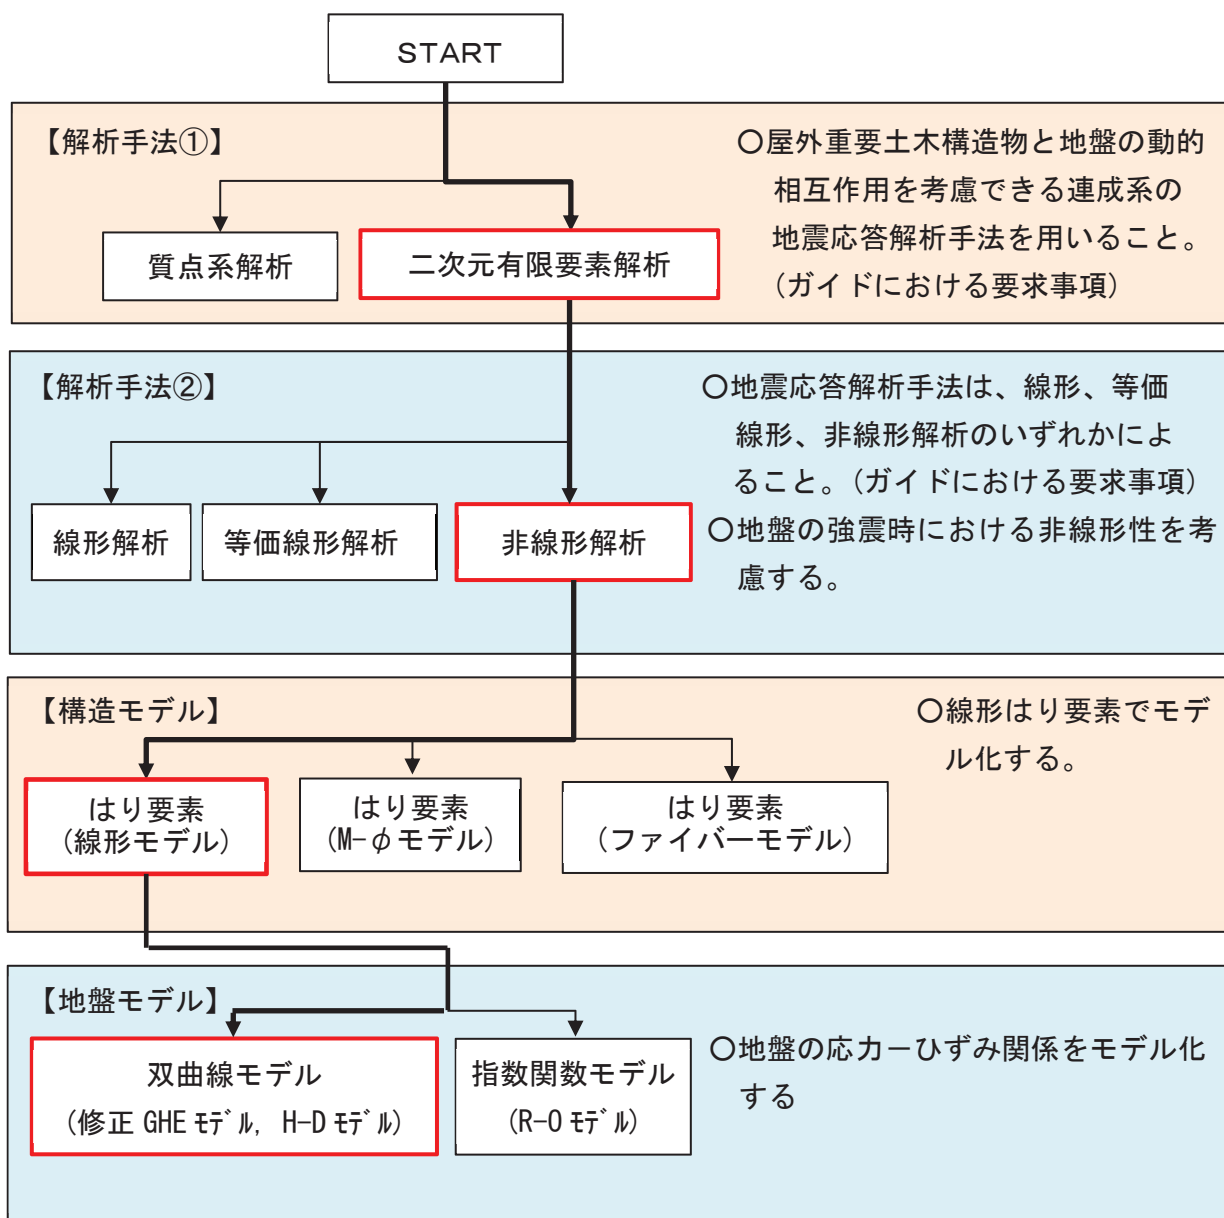 START
【解析手法①】
○屋外重要土木構造物と地盤の動的
相互作用を考慮できる連成系の
地震応答解析手法を用いること。
(ガイドにおける要求事項)
質点系解析
二次元有限要素解析
【解析手法②】
○地震応答解析手法は、線形、等価
線形、非線形解析のいずれかによ
ること。(ガイドにおける要求事項)
○地盤の強震時における非線形性を考
慮する。
線形解析
等価線形解析
非線形解析
【構造モデル】
○線形はり要素でモデ
ル化する。
はり要素
(線形モデル)
はり要素
(M-φモデル)
はり要素
(ファイバーモデル)
【地盤モデル】
○地盤の応力ーひずみ関係をモデル化
する
双曲線モデル
(修正 GHE ﾓﾃﾞﾙ, H-D ﾓﾃﾞﾙ)
指数関数モデル
(R-O ﾓﾃﾞﾙ)